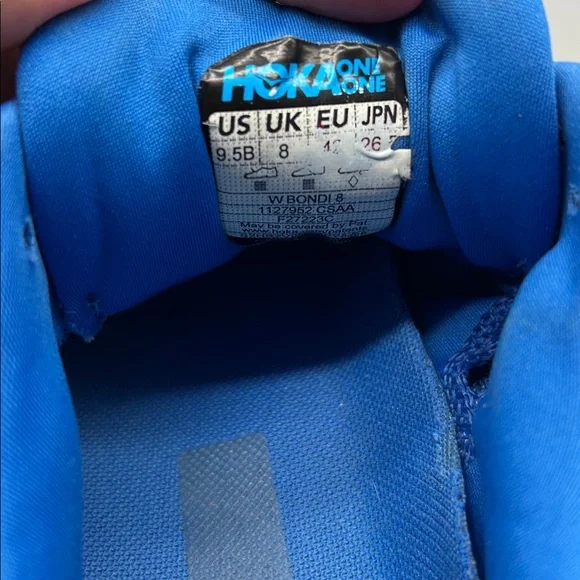 HOKA ONE ONE
US UK EU JPN
9.5B 8
W BONDI 8
1127952 CSAA
F27223C
May be covered by Pat.